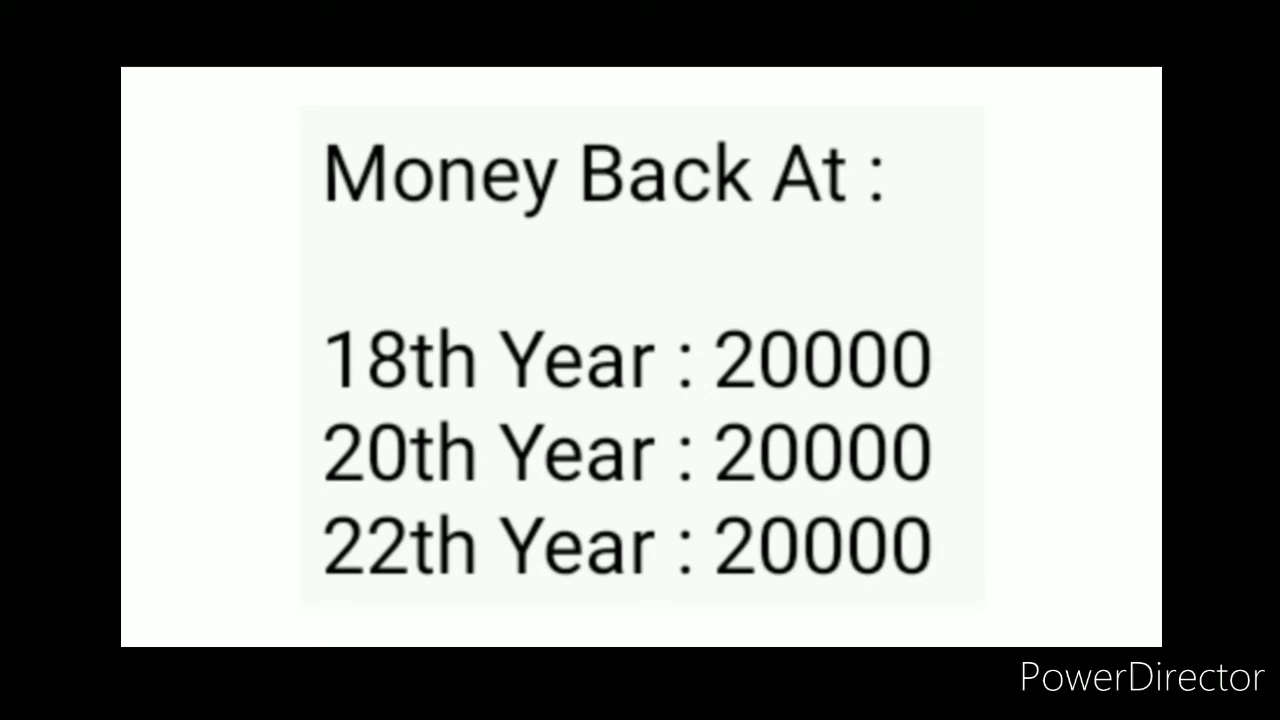 Money Back At :
18th Year : 20000
20th Year : 20000
22th Year : 20000
PowerDirector